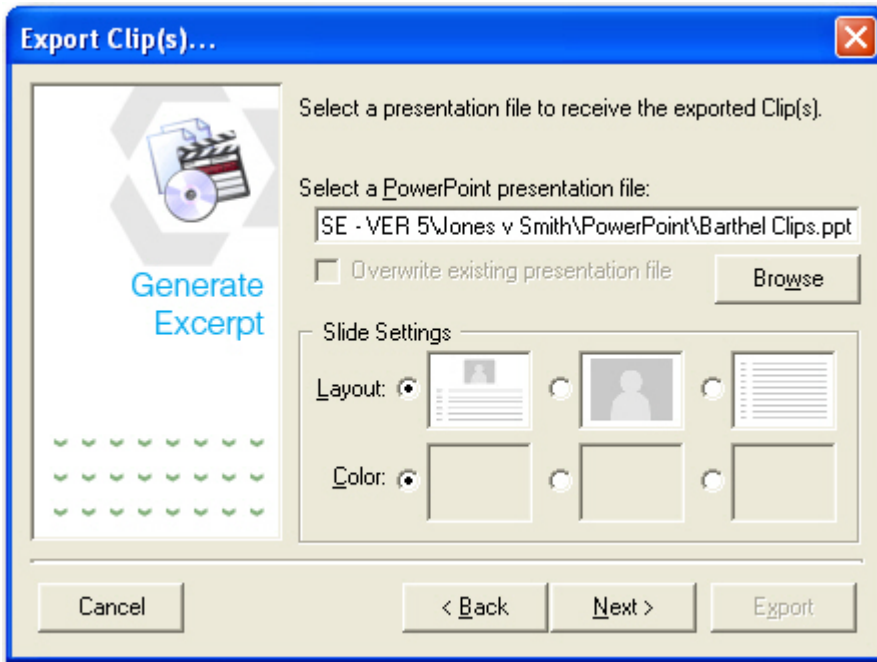 Export Clip(s)...
Select a presentation file to receive the exported Clip(s).
Select a PowerPoint presentation file:
SE - VER 5\Jones v Smith\PowerPoint\Barthel Clips.ppt
Overwrite existing presentation file
Browse
Generate
Excerpt
Slide Settings
Layout:
Color:
Cancel
< Back
Next >
Export